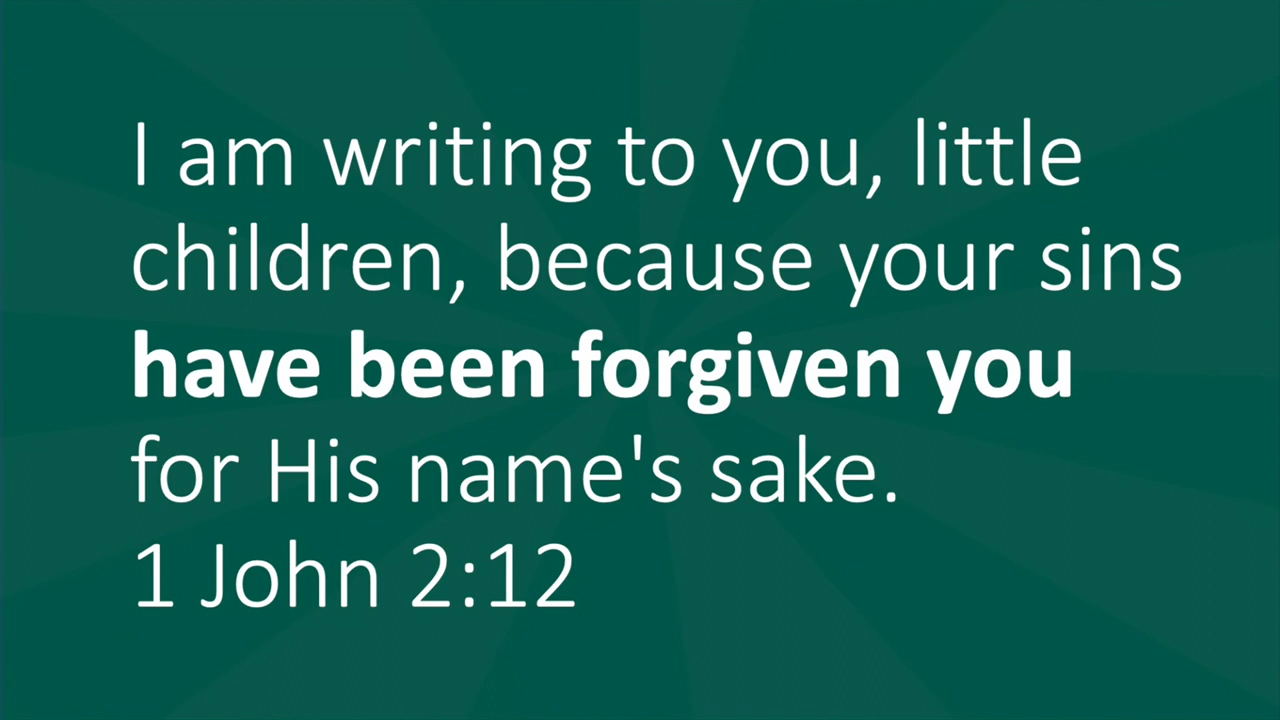 I am writing to you, little
children, because your sins
have been forgiven you
for His name's sake.
1 John 2:12